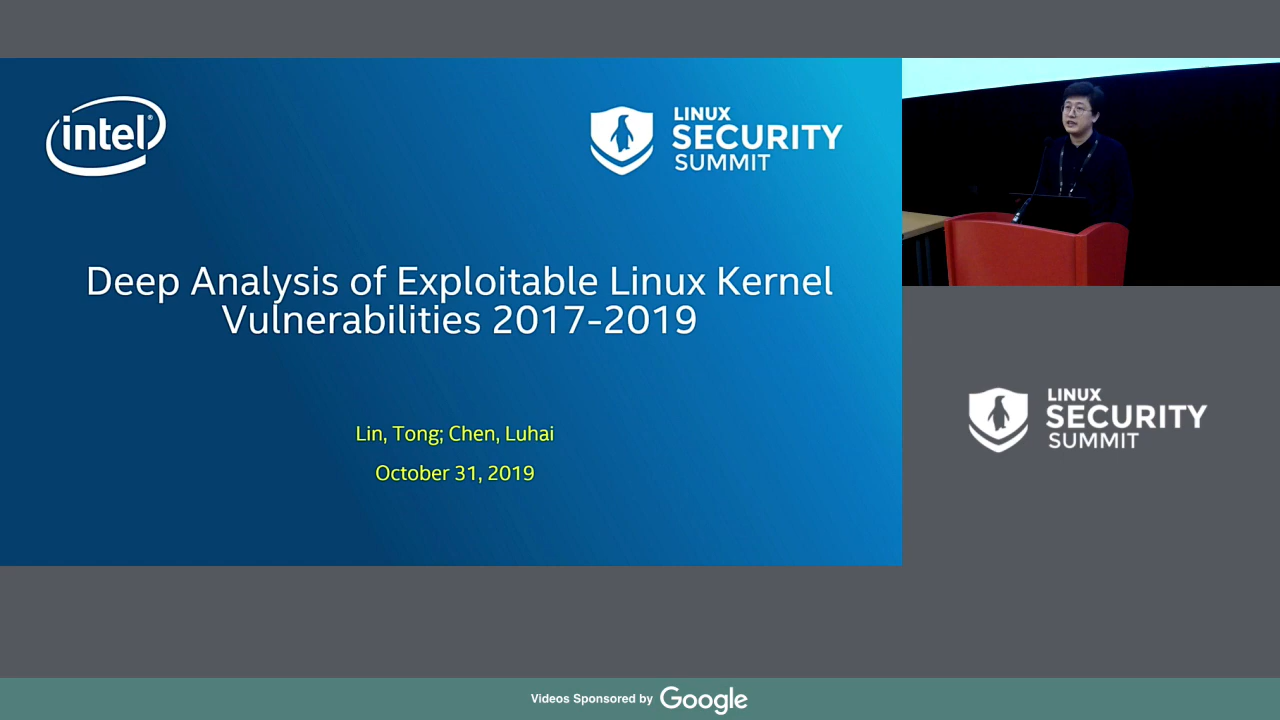 intel®
LINUX
SECURITY
SUMMIT
Deep Analysis of Exploitable Linux Kernel
Vulnerabilities 2017-2019
Lin, Tong; Chen, Luhai
October 31, 2019
LINUX
SECURITY
SUMMIT
Videos Sponsored by Google